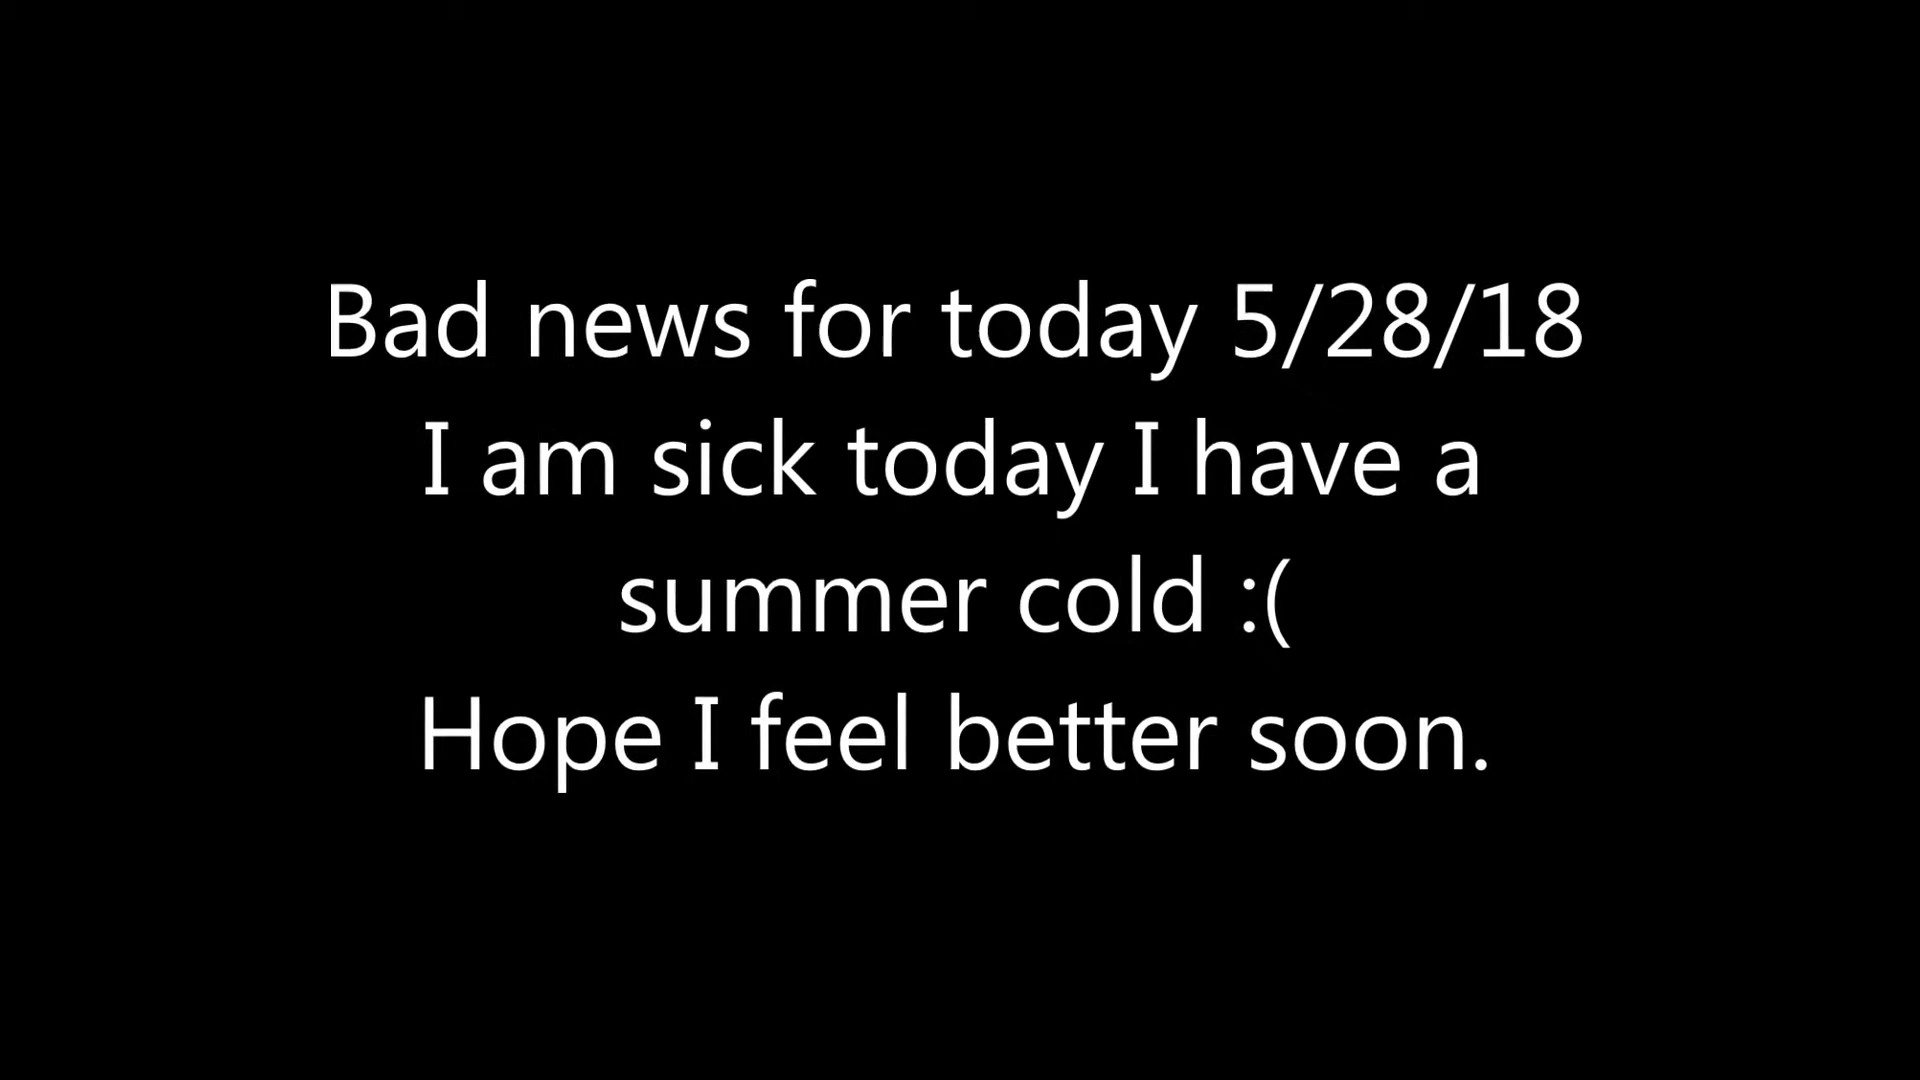 Bad news for today 5/28/18
I am sick today I have a
summer cold :(
Hope I feel better soon.